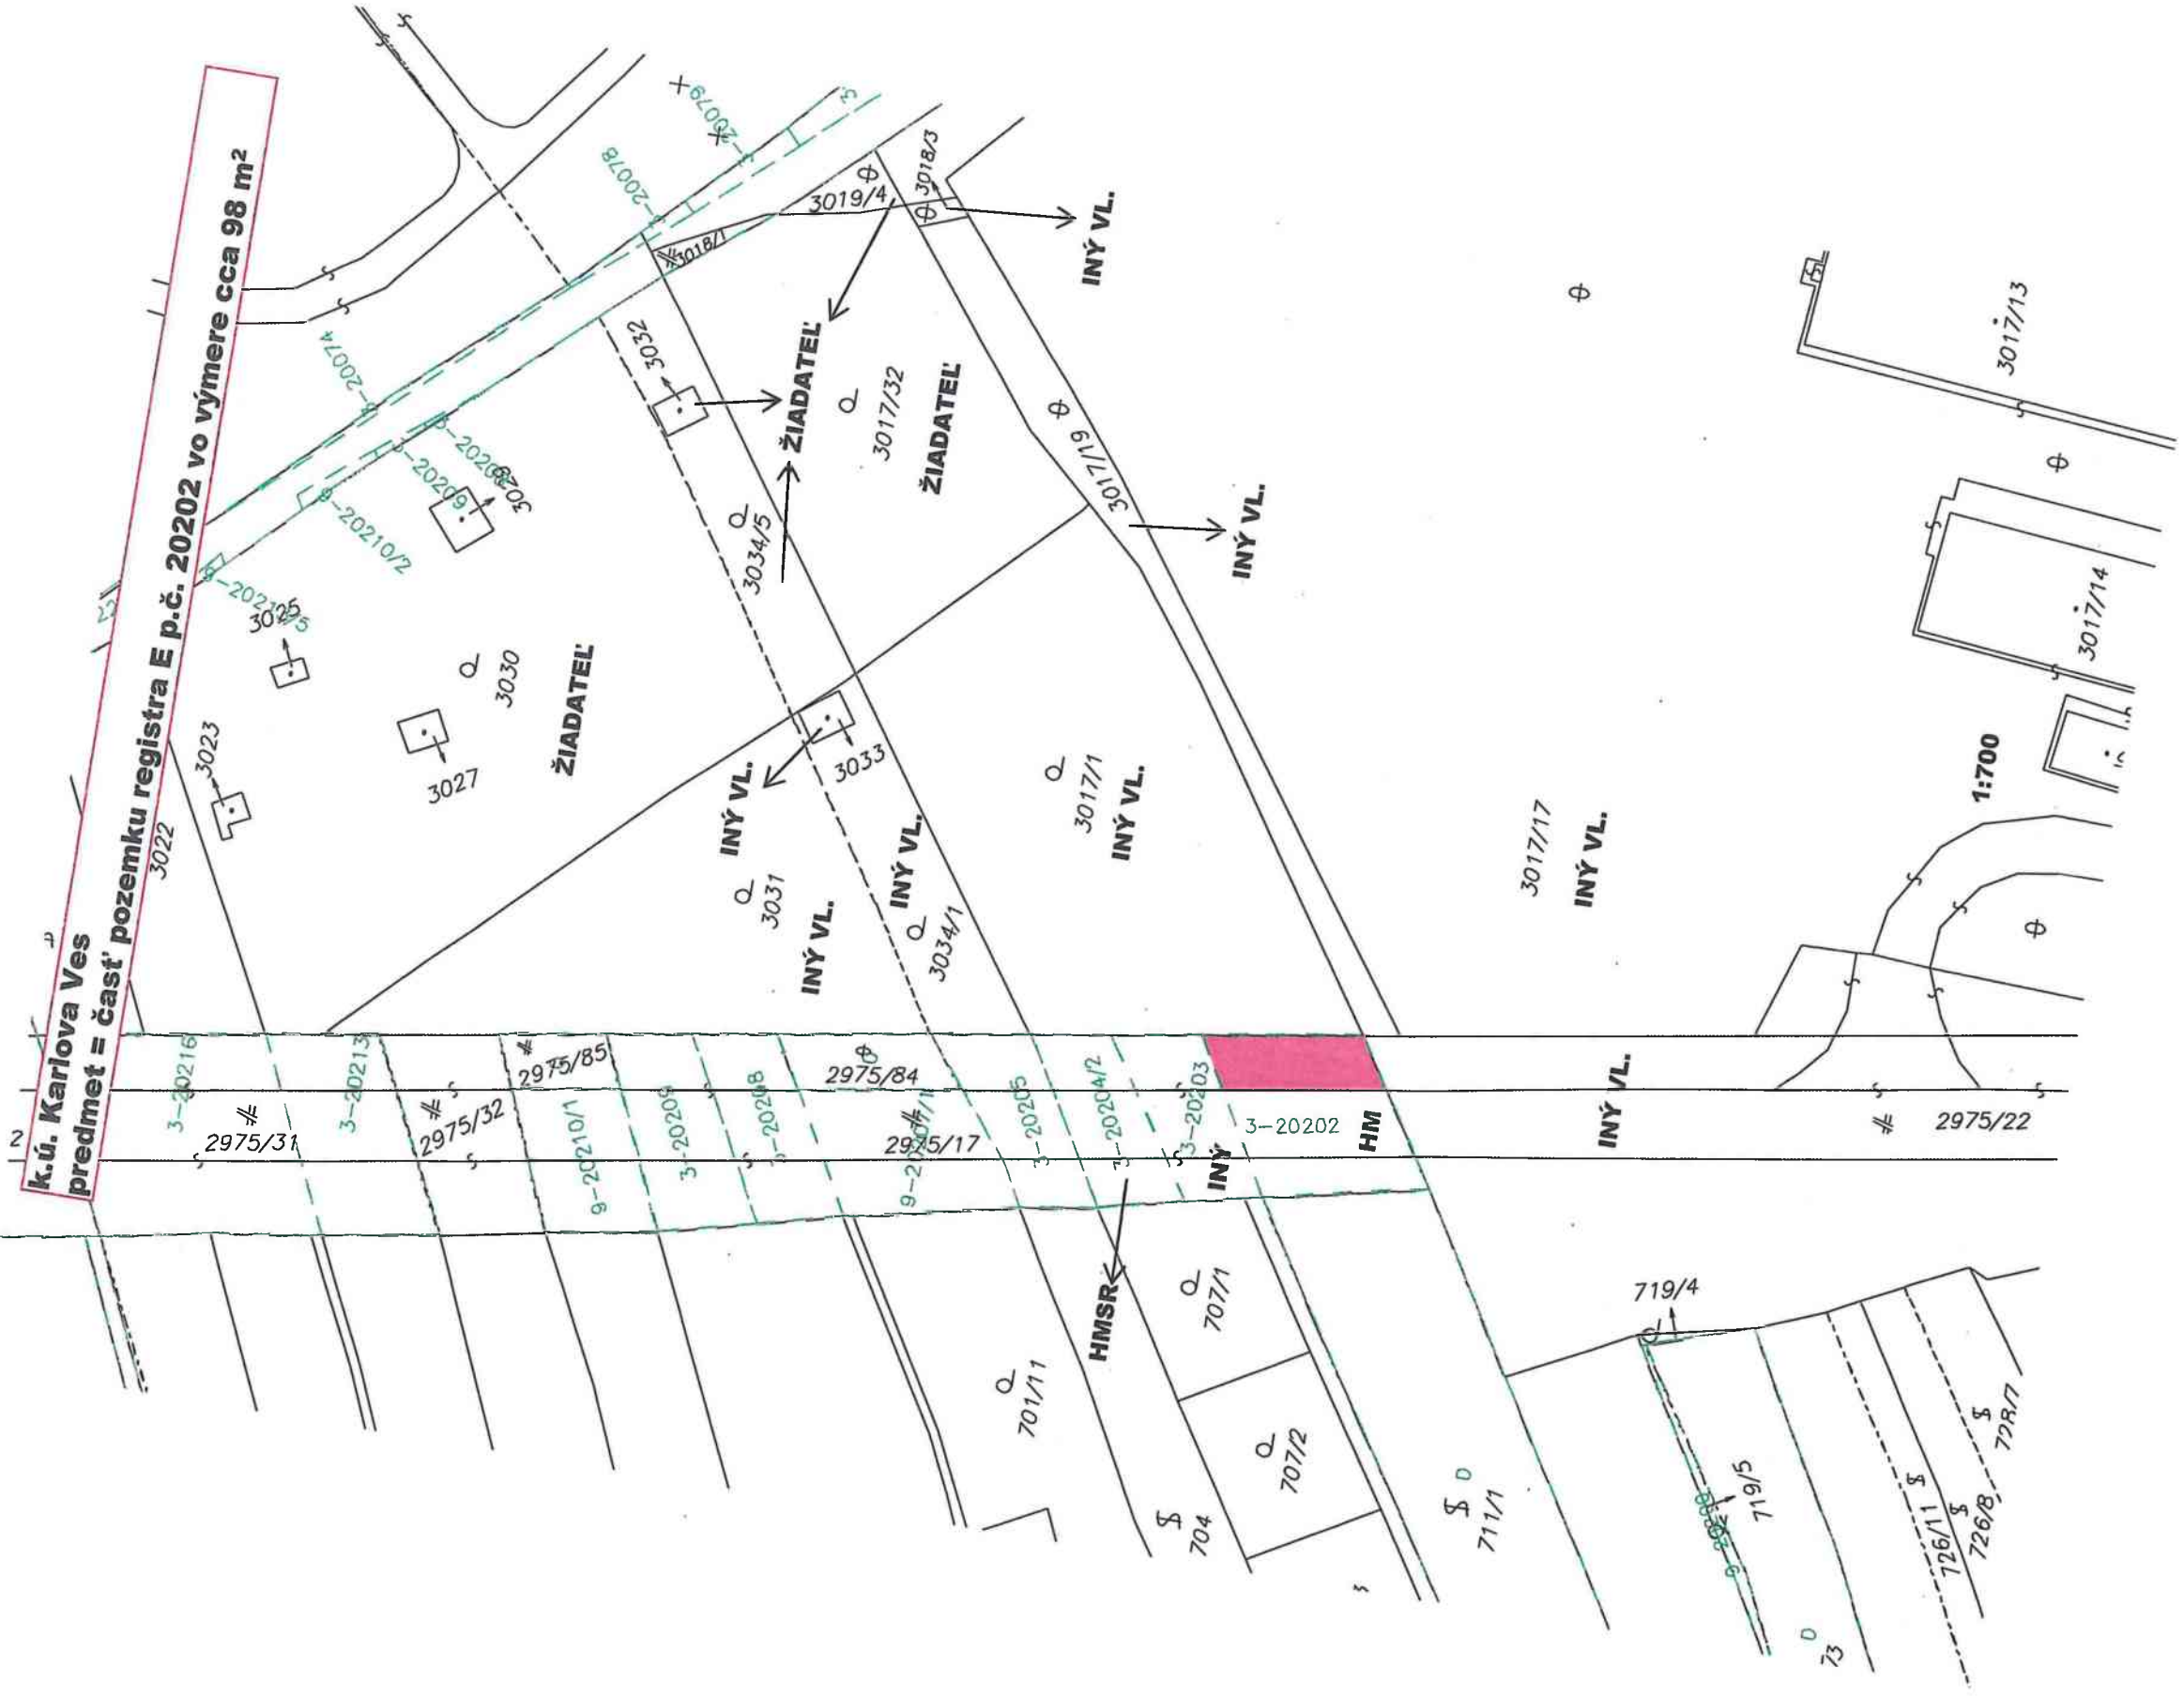 k.ú. Karlova Ves
predmet = časť pozemku registra E p.č. 20202 vo výmere cca 98 m²
3022
3023
3027
3030
ŽIADATEĽ
3-20216
3-20213
2975/31
2975/32
2975/85
9-20210/1
3-20209
2975/84
2975/17
3-20205
3-20204/2
3-20203
3-20202
INÝ
HM
HMSR
INÝ VL.
2975/22
9-20210/2
3032
3018/1
3019/4
3018/3
INÝ VL.
ŽIADATEĽ
3034/5
3017/32
ŽIADATEĽ
3017/19
INÝ VL.
3033
INÝ VL.
3031
INÝ VL.
INÝ VL.
3034/1
3017/1
INÝ VL.
3017/17
INÝ VL.
3017/13
3017/14
1:700
701/11
704
707/1
707/2
711/1
719/4
719/5
726/11
726/8
73